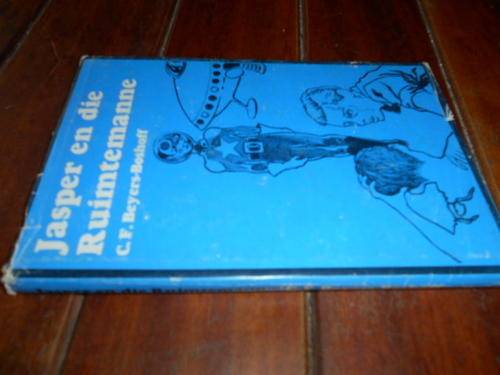 Jasper en die
Ruimtemanne
C.F. Beyers-Boshoff